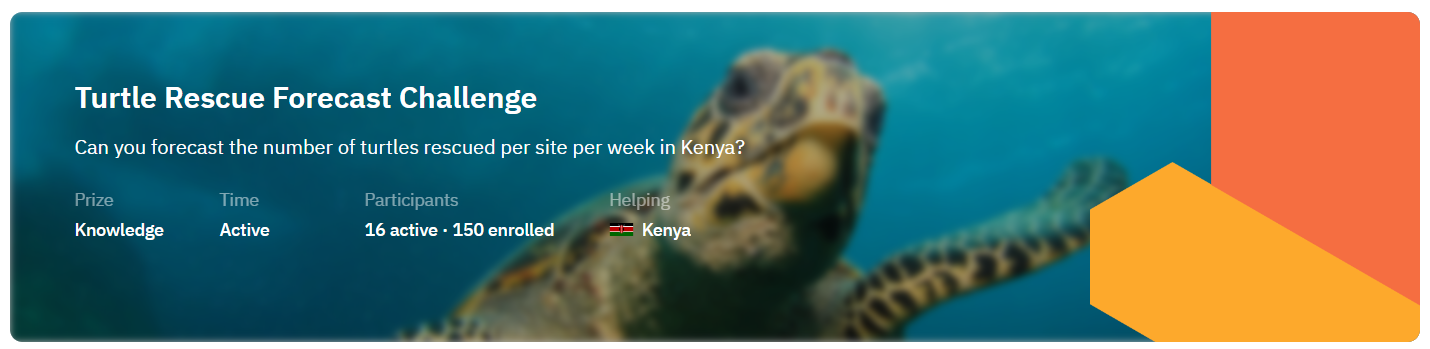 Turtle Rescue Forecast Challenge
Can you forecast the number of turtles rescued per site per week in Kenya?
Prize Time Participants Helping
Knowledge Active 16 active · 150 enrolled Kenya